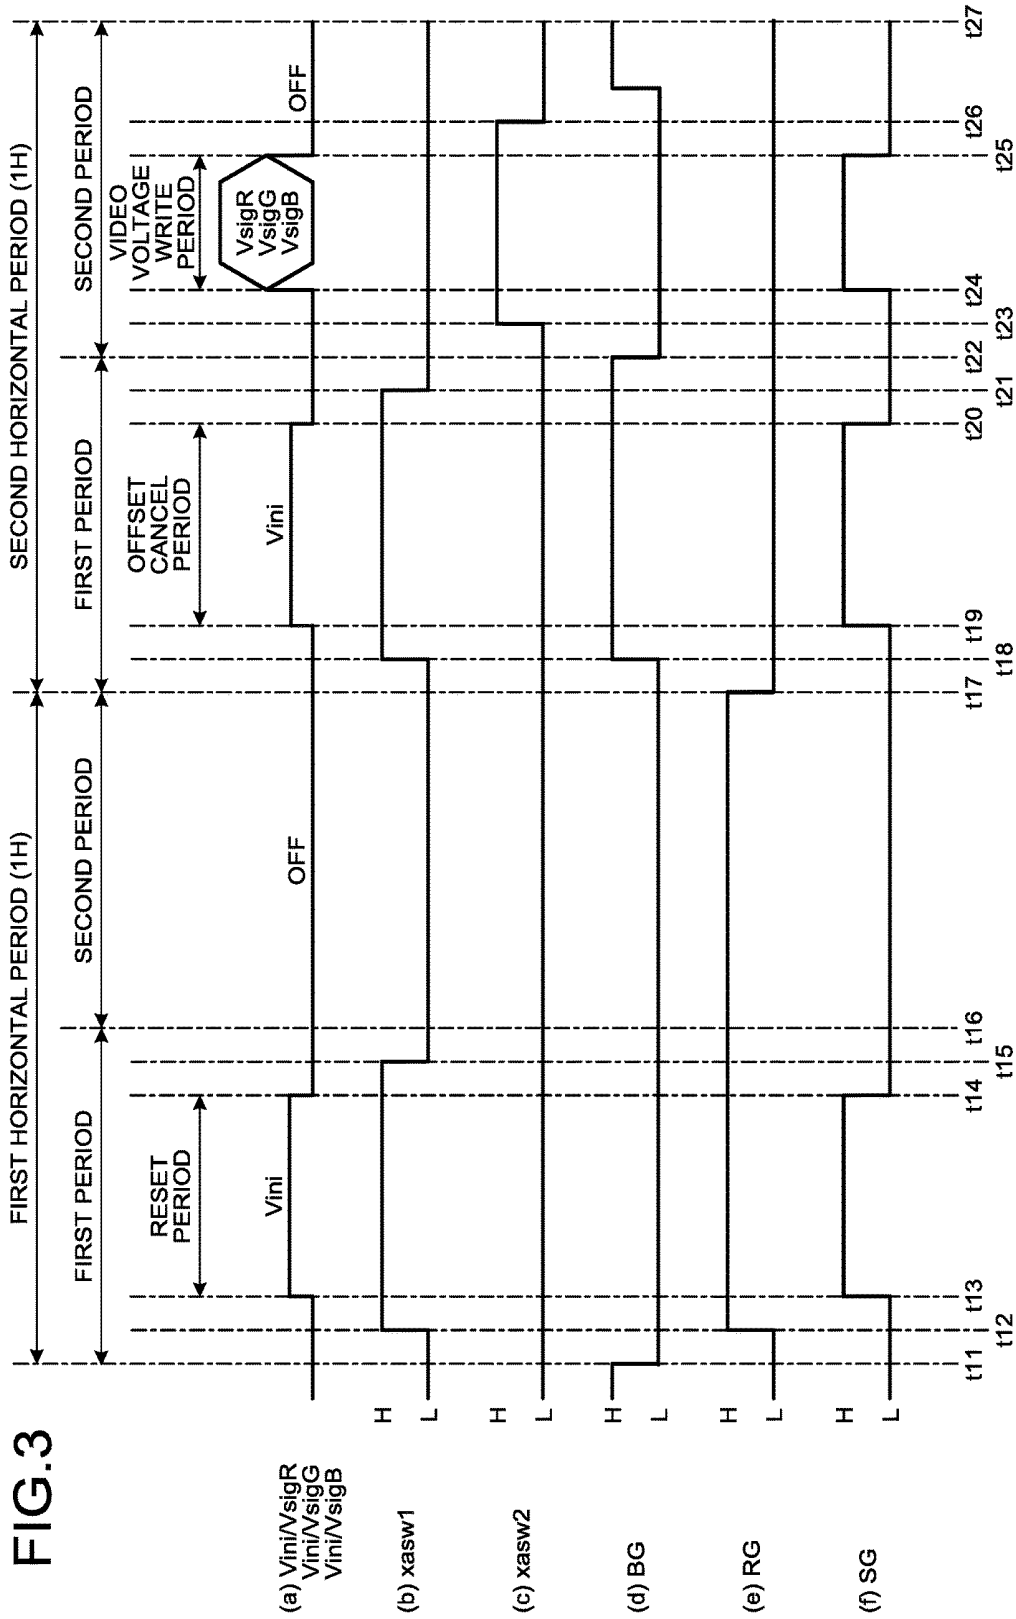 FIG.3
FIRST HORIZONTAL PERIOD (1H)
SECOND HORIZONTAL PERIOD (1H)
FIRST PERIOD
SECOND PERIOD
FIRST PERIOD
SECOND PERIOD
RESET
PERIOD
OFFSET
CANCEL
PERIOD
VIDEO
VOLTAGE
WRITE
PERIOD
(a) Vini/VsigR
Vini/VsigG
Vini/VsigB
Vini
OFF
Vini
VsigR
VsigG
VsigB
OFF
(b) xasw1
H
L
(c) xasw2
H
L
(d) BG
H
L
(e) RG
H
L
(f) SG
H
L
t11
t12
t13
t14
t15
t16
t17
t18
t19
t20
t21
t22
t23
t24
t25
t26
t27